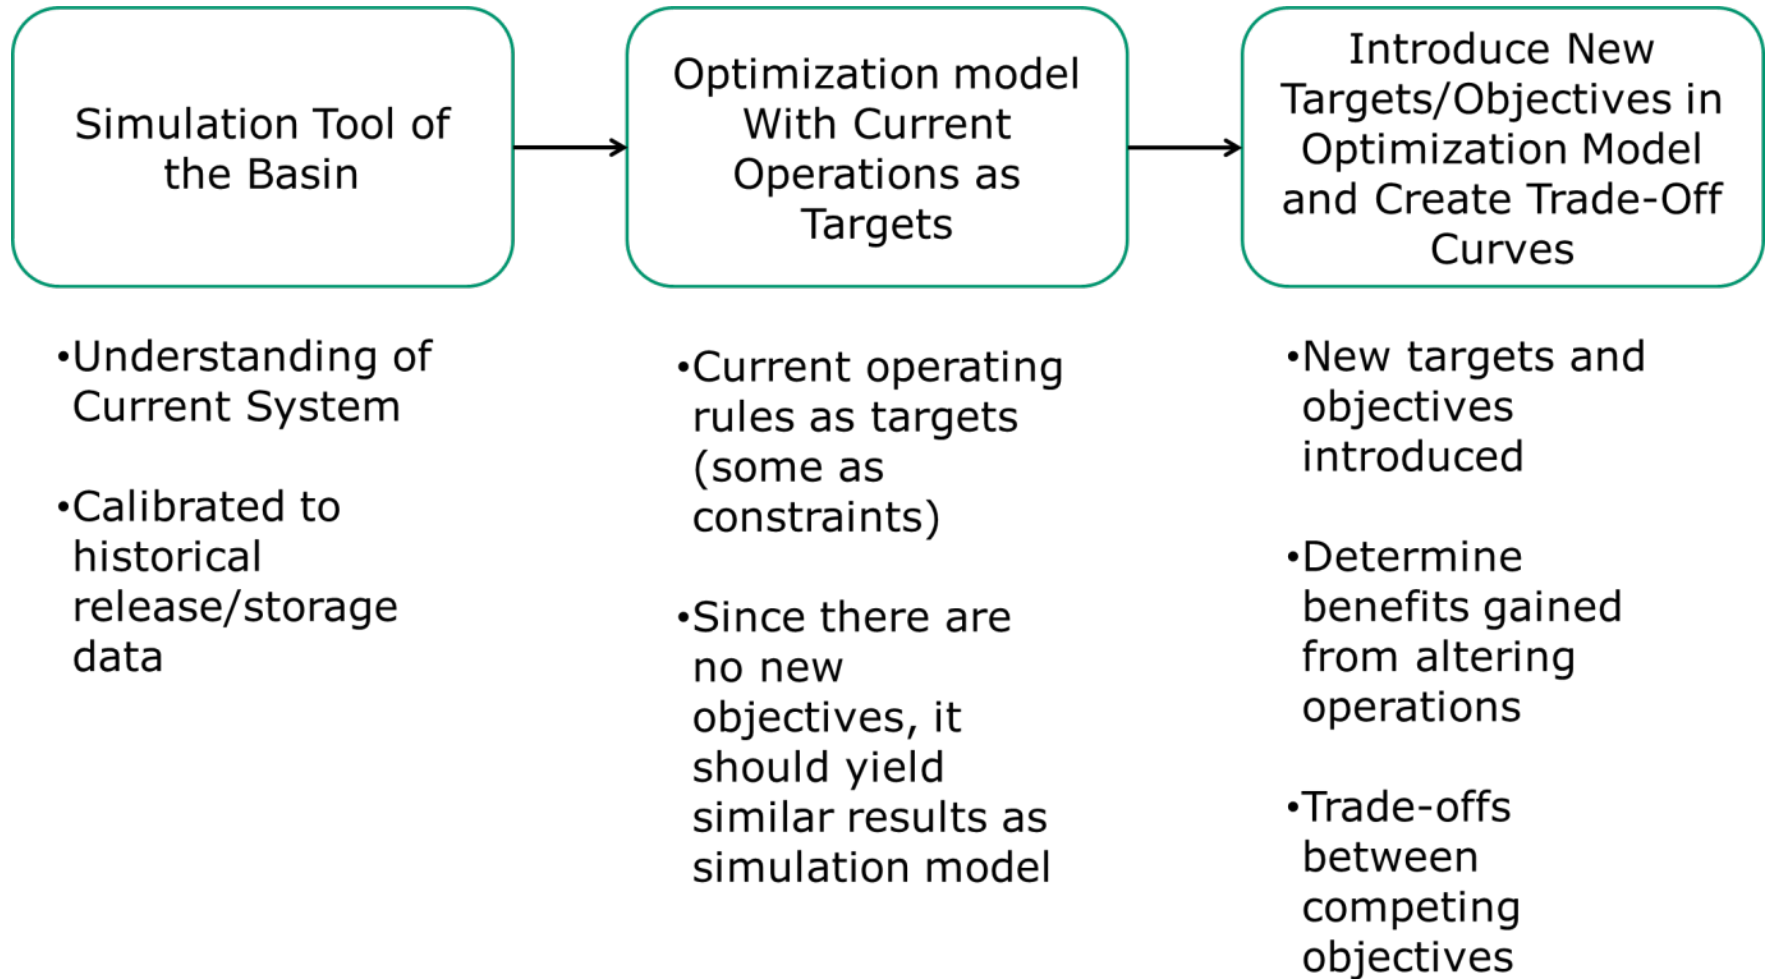 Simulation Tool of
the Basin
•Understanding of
Current System
•Calibrated to
historical
release/storage
data
Optimization model
With Current
Operations as
Targets
•Current operating
rules as targets
(some as
constraints)
•Since there are
no new
objectives, it
should yield
similar results as
simulation model
Introduce New
Targets/Objectives in
Optimization Model
and Create Trade-Off
Curves
•New targets and
objectives
introduced
•Determine
benefits gained
from altering
operations
•Trade-offs
between
competing
objectives